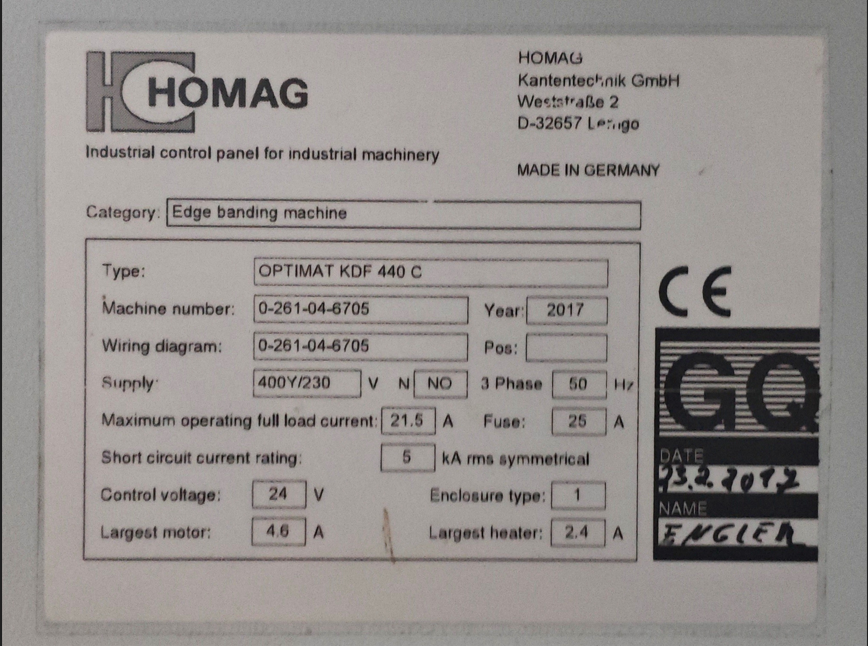 HOMAG
HOMAG
Kantentechnik GmbH
Weststraße 2
D-32657 Lemgo
Industrial control panel for industrial machinery
MADE IN GERMANY
Category: Edge banding machine
Type: OPTIMAT KDF 440 C
Machine number: 0-261-04-6705 Year: 2017
Wiring diagram: 0-261-04-6705 Pos:
Supply: 400Y/230 V N NO 3 Phase 50 Hz
Maximum operating full load current: 21.5 A Fuse: 25 A
Short circuit current rating: 5 kA rms symmetrical
Control voltage: 24 V Enclosure type: 1
Largest motor: 4.6 A Largest heater: 2.4 A
CE
GQ
DATE
23.2.2017
NAME
ENGLER